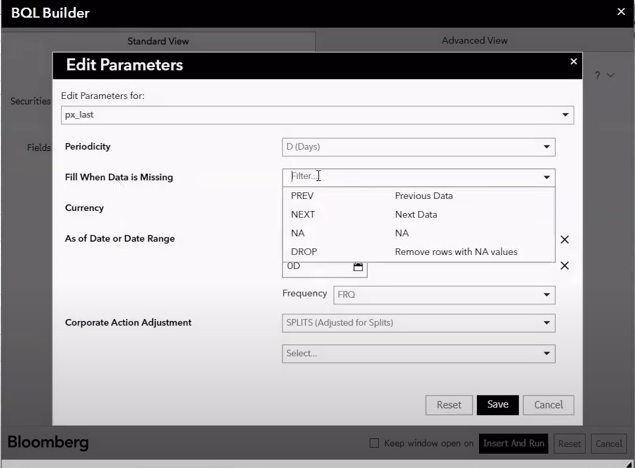 BQL Builder
Standard View
Advanced View
Edit Parameters
?
Edit Parameters for:
Securities
px_last
Periodicity
D (Days)
Fields
Fill When Data is Missing
Filter...
PREV Previous Data
Currency
NEXT Next Data
NA NA
As of Date or Date Range
DROP Remove rows with NA values
0D
Frequency FRQ
Corporate Action Adjustment
SPLITS (Adjusted for Splits)
Select...
Reset Save Cancel
Bloomberg
Keep window open on Insert And Run Reset Cancel